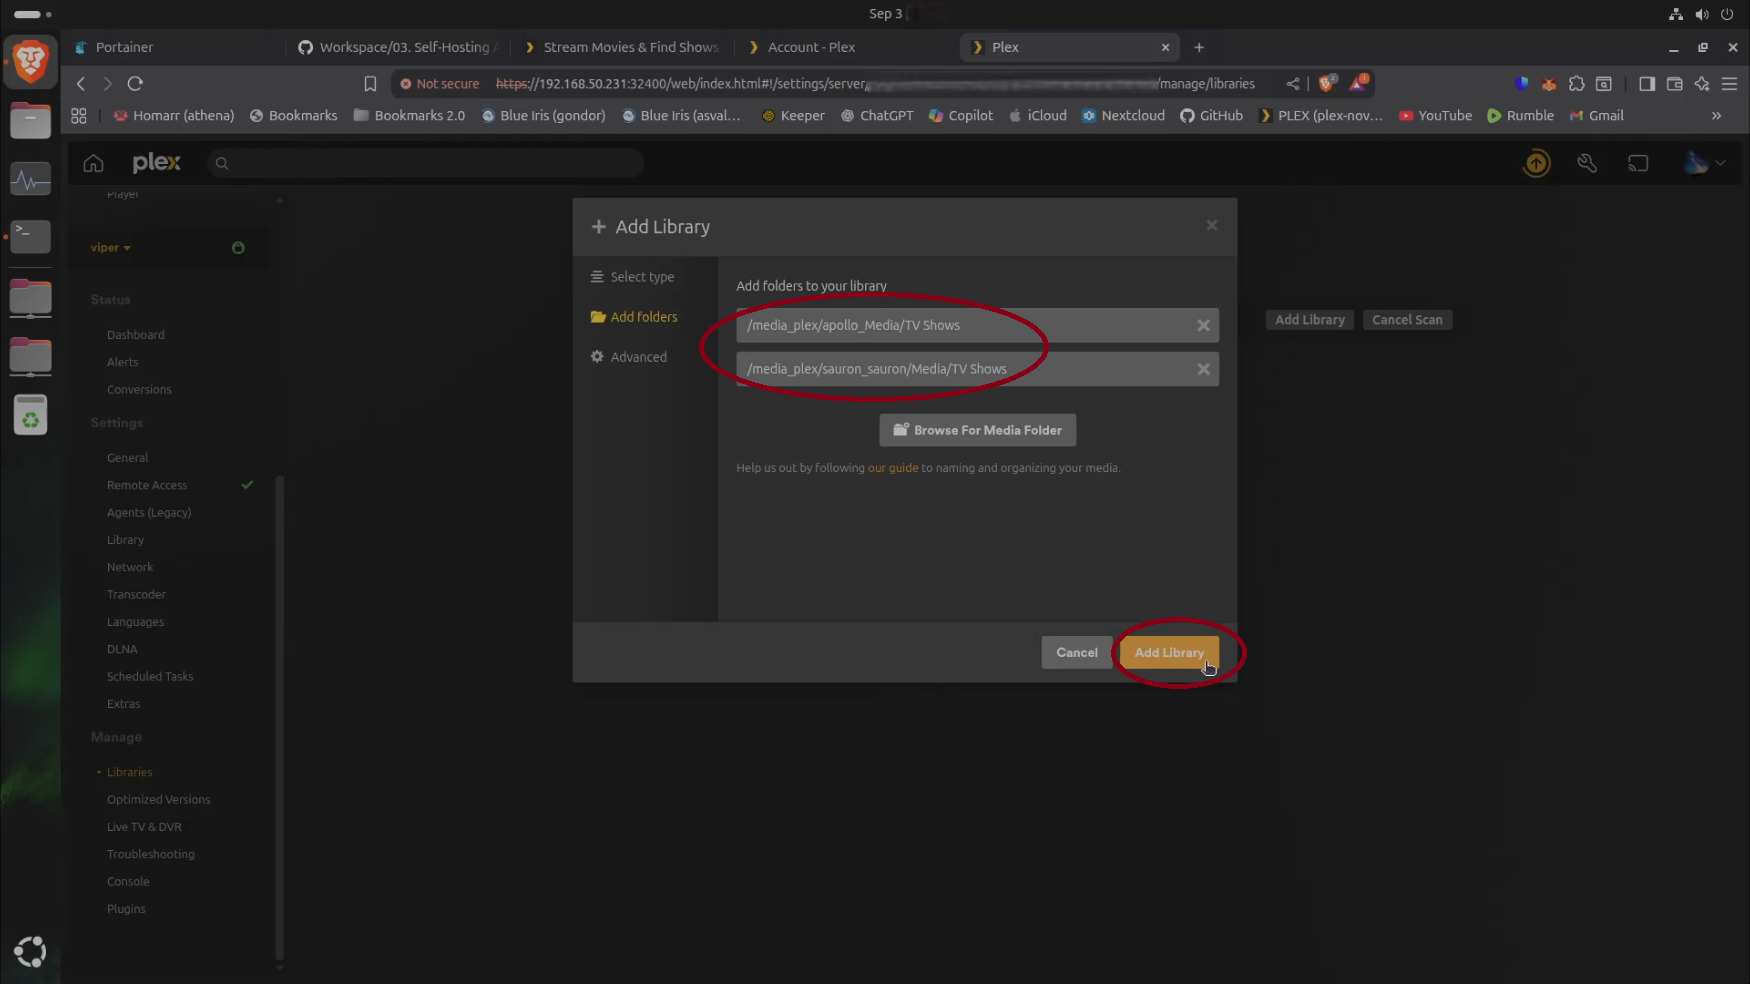 Sep 3
Portainer
Workspace/03. Self-Hosting A
Stream Movies & Find Shows
Account - Plex
Plex
Not secure
https://192.168.50.231:32400/web/index.html#!/settings/server/
/manage/libraries
2
1
Homarr (athena)
Bookmarks
Bookmarks 2.0
Blue Iris (gondor)
Blue Iris (asval...
Keeper
ChatGPT
Copilot
iCloud
Nextcloud
GitHub
PLEX (plex-nov...
YouTube
Rumble
Gmail
»
plex
Player
viper
Status
Dashboard
Alerts
Conversions
Settings
General
Remote Access
Agents (Legacy)
Library
Network
Transcoder
Languages
DLNA
Scheduled Tasks
Extras
Manage
Libraries
Optimized Versions
Live TV & DVR
Troubleshooting
Console
Plugins
Add Library
Select type
Add folders
Advanced
Add folders to your library
/media_plex/apollo_Media/TV Shows
/media_plex/sauron_sauron/Media/TV Shows
Browse For Media Folder
Help us out by following our guide to naming and organizing your media.
Cancel
Add Library
Add Library
Cancel Scan